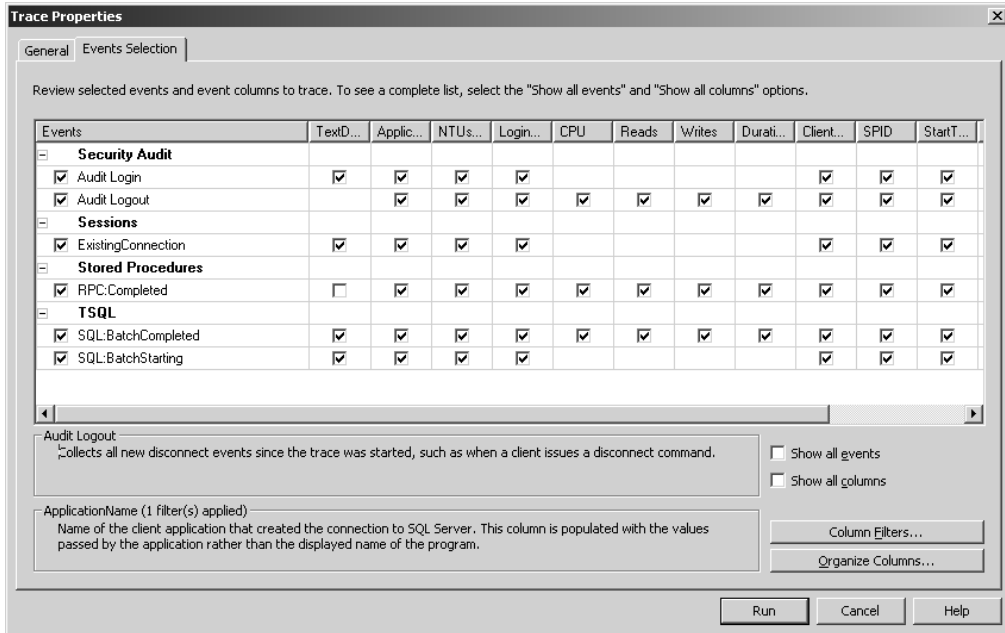 Trace Properties
General Events Selection
Review selected events and event columns to trace. To see a complete list, select the "Show all events" and "Show all columns" options.
Events TextD... Applic... NTUs... Login... CPU Reads Writes Durati... Client... SPID StartT...
Security Audit
Audit Login
Audit Logout
Sessions
ExistingConnection
Stored Procedures
RPC:Completed
TSQL
SQL:BatchCompleted
SQL:BatchStarting
Audit Logout
Collects all new disconnect events since the trace was started, such as when a client issues a disconnect command.
Show all events
Show all columns
ApplicationName (1 filter(s) applied)
Name of the client application that created the connection to SQL Server. This column is populated with the values
passed by the application rather than the displayed name of the program.
Column Filters...
Organize Columns...
Run Cancel Help